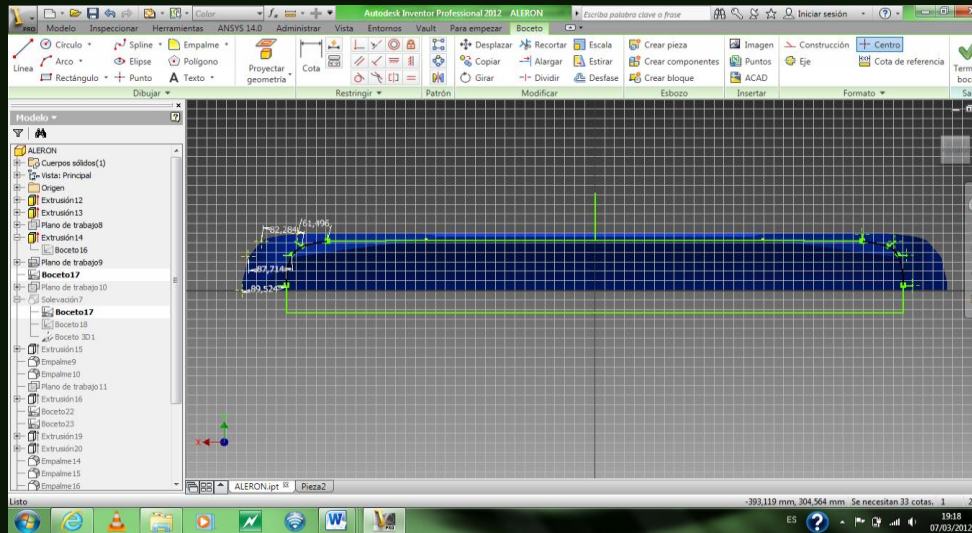 Color
Autodesk Inventor Professional 2012 ALERON
Escriba palabra clave o frase
Iniciar sesión
PRO Modelo Inspeccionar Herramientas ANSYS 14.0 Administrar Vista Entornos Vault Para empezar Boceto
Línea
Círculo
Arco
Rectángulo
Spline
Elipse
Punto
Empalme
Polígono
Texto
Proyectar
geometría
Cota
Desplazar
Copiar
Girar
Recortar
Alargar
Dividir
Escala
Estirar
Desfase
Crear pieza
Crear componentes
Crear bloque
Imagen
Puntos
ACAD
Construcción
Eje
Centro
Cota de referencia
Term
boc
Dibujar Restringir Patrón Modificar Esbozo Insertar Formato Sa
Modelo
ALERON
Cuerpos sólidos(1)
Vista: Principal
Origen
Extrusión12
Extrusión13
Plano de trabajo8
Extrusión14
Boceto16
Plano de trabajo9
Boceto17
Plano de trabajo10
Solevación7
Boceto17
Boceto18
Boceto 3D1
Extrusión15
Empalme9
Empalme10
Plano de trabajo11
Extrusión16
Boceto22
Boceto23
Extrusión19
Extrusión20
Empalme14
Empalme15
Empalme16
61,496
82,284
87,714
89,524
X
ALERON.ipt Pieza2
Listo
-393,119 mm, 304,564 mm Se necesitan 33 cotas. 1 2
ES
19:18
07/03/2012